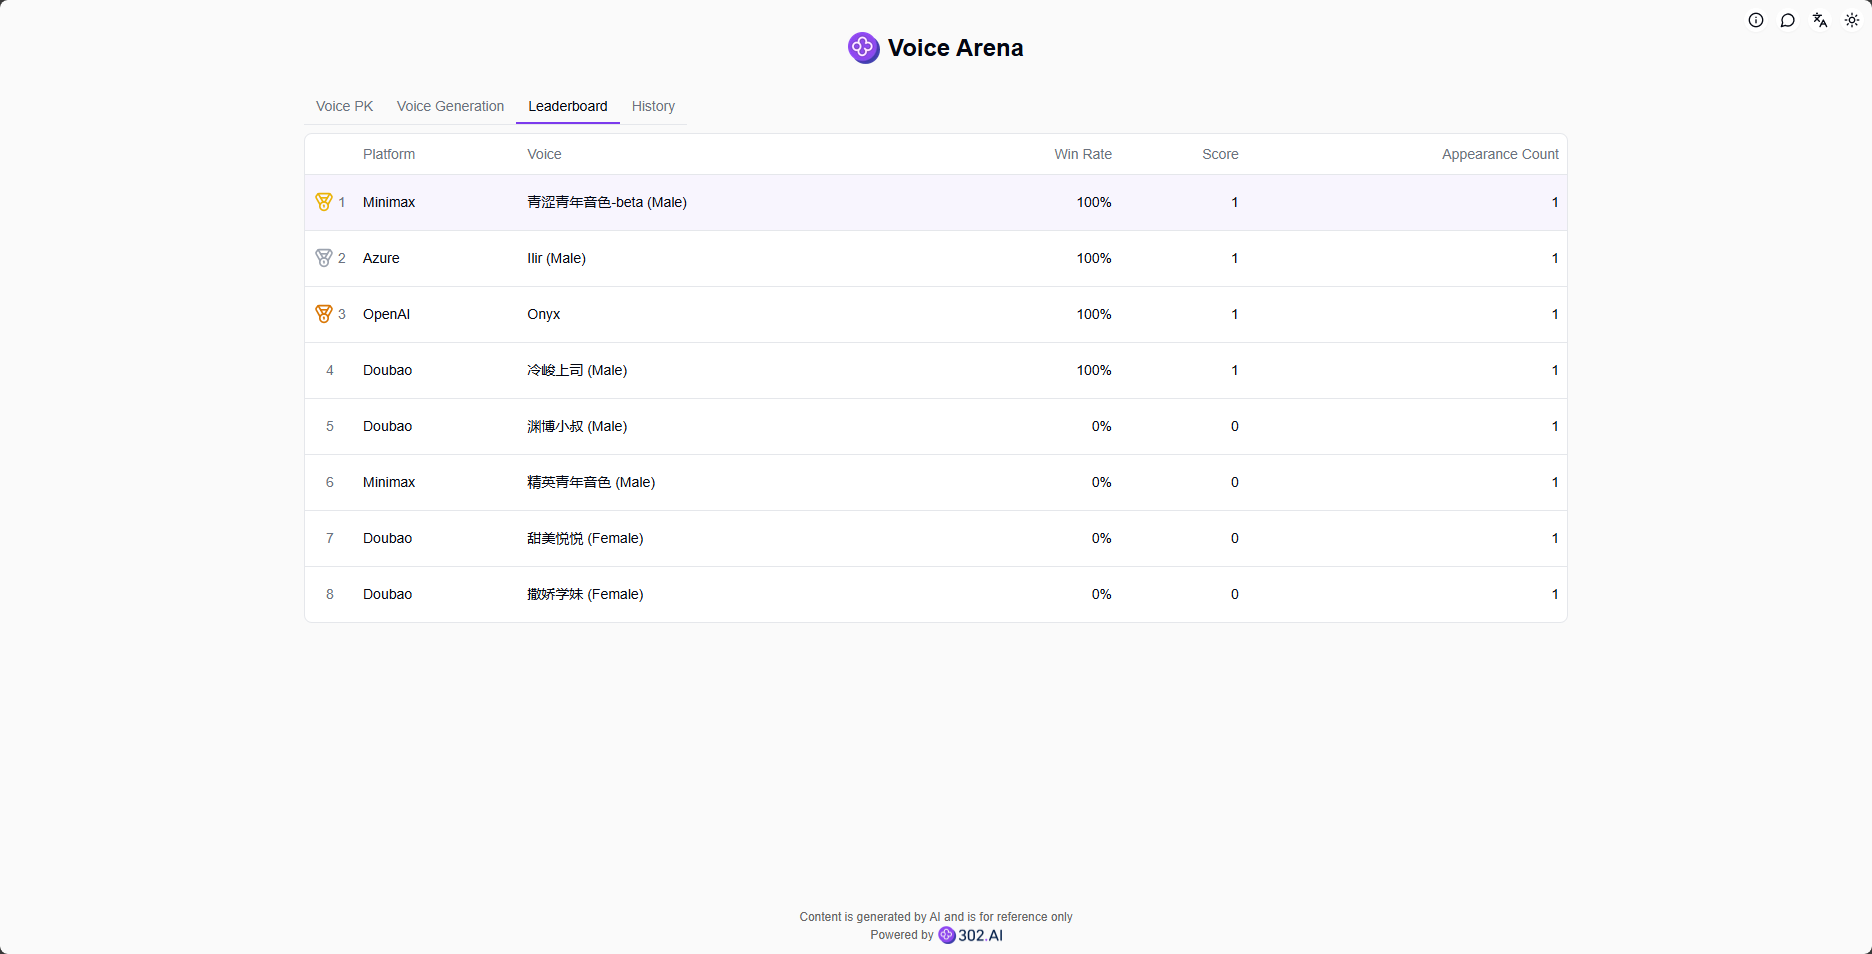 Voice Arena
Voice PK Voice Generation Leaderboard History
Platform Voice Win Rate Score Appearance Count
1 Minimax 青涩青年音色-beta (Male) 100% 1 1
2 Azure Ilir (Male) 100% 1 1
3 OpenAI Onyx 100% 1 1
4 Doubao 冷峻上司 (Male) 100% 1 1
5 Doubao 渊博小叔 (Male) 0% 0 1
6 Minimax 精英青年音色 (Male) 0% 0 1
7 Doubao 甜美悦悦 (Female) 0% 0 1
8 Doubao 撒娇学妹 (Female) 0% 0 1
Content is generated by AI and is for reference only
Powered by 302.AI